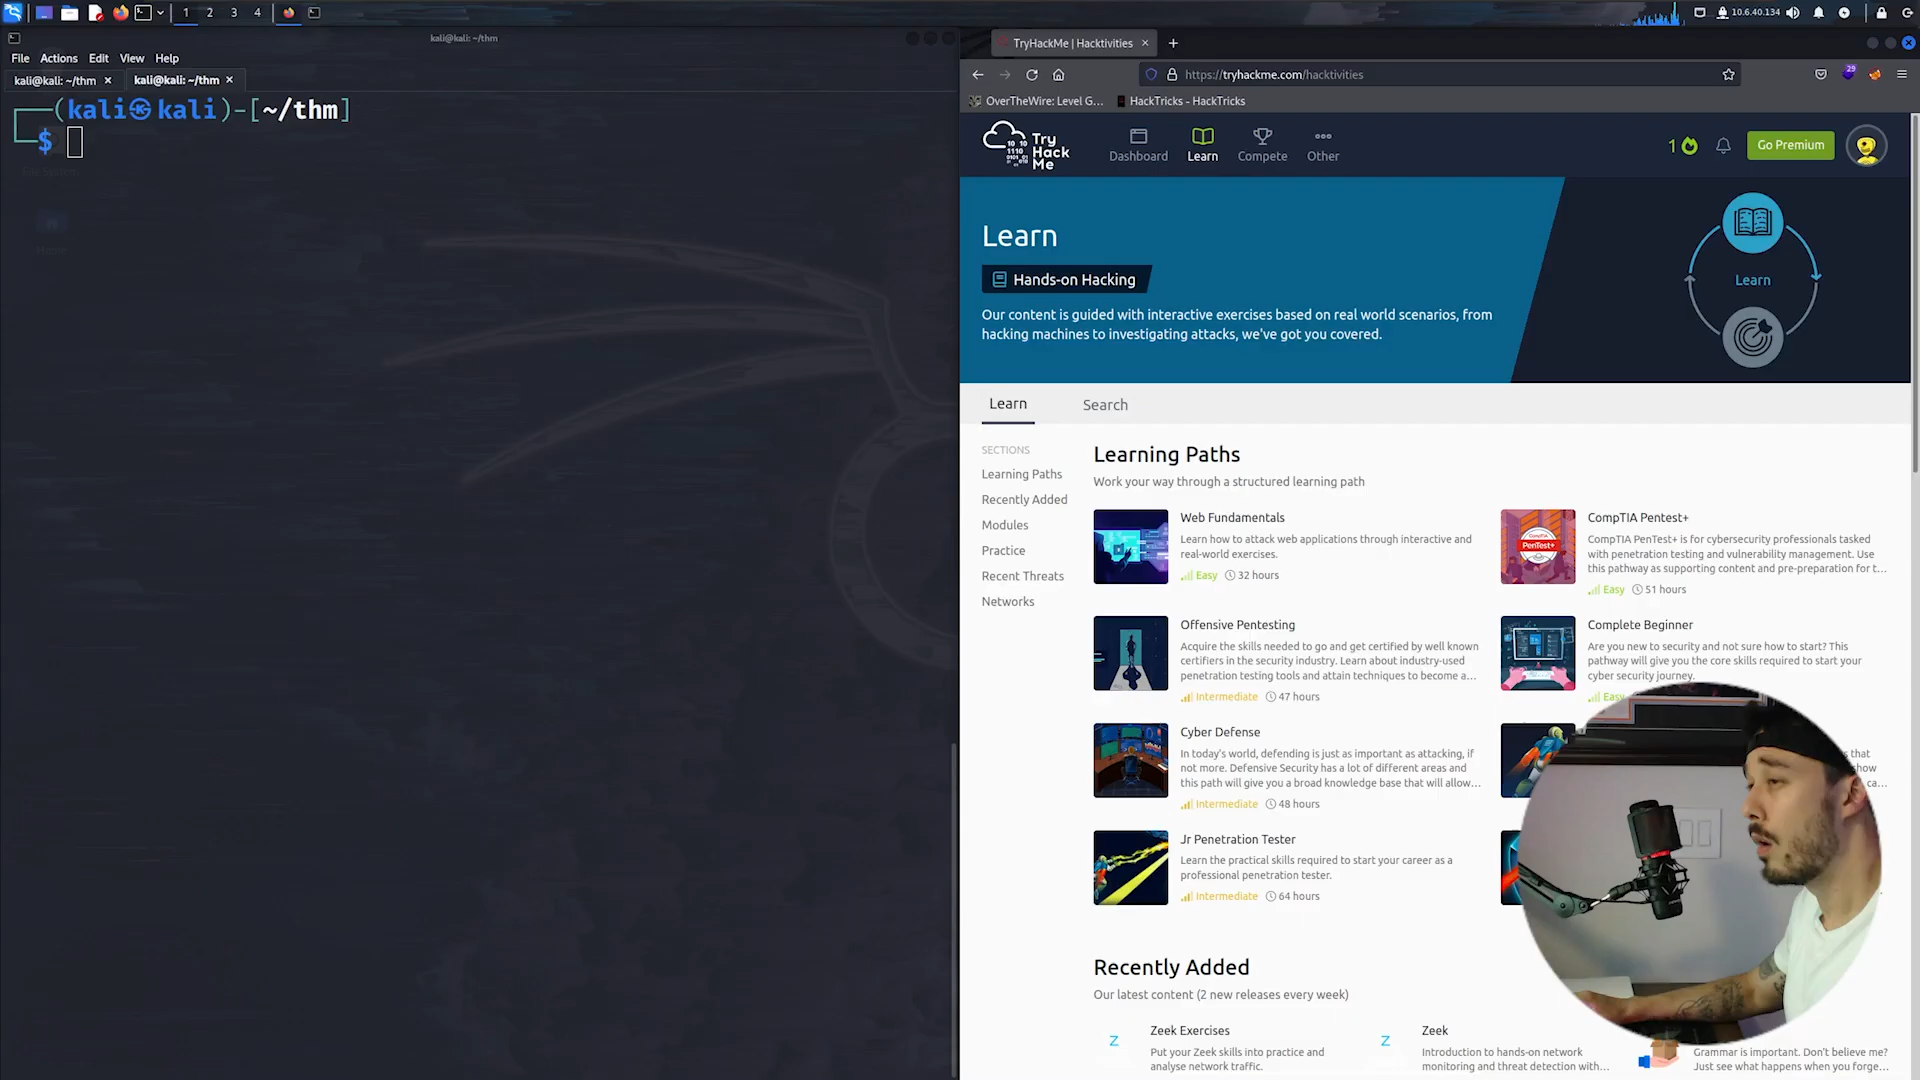 1 2 3 4
10.6.40.134
kali@kali: ~/thm
File Actions Edit View Help
kali@kali: ~/thm ×
kali@kali: ~/thm ×
(kali㉿kali)-[~/thm]
$
TryHackMe | Hacktivities × +
https://tryhackme.com/hacktivities
29
OverTheWire: Level G…
HackTricks - HackTricks
10 10
1110
0101 01
Try
Hack
Me
Dashboard
Learn
Compete
Other
1
Go Premium
Learn
Hands-on Hacking
Our content is guided with interactive exercises based on real world scenarios, from
hacking machines to investigating attacks, we've got you covered.
Learn
Learn
Search
SECTIONS
Learning Paths
Recently Added
Modules
Practice
Recent Threats
Networks
Learning Paths
Work your way through a structured learning path
Web Fundamentals
Learn how to attack web applications through interactive and
real-world exercises.
Easy 32 hours
CompTIA
PenTest+
CompTIA Pentest+
CompTIA PenTest+ is for cybersecurity professionals tasked
with penetration testing and vulnerability management. Use
this pathway as supporting content and pre-preparation for t…
Easy 51 hours
Offensive Pentesting
Acquire the skills needed to go and get certified by well known
certifiers in the security industry. Learn about industry-used
penetration testing tools and attain techniques to become a…
Intermediate 47 hours
Complete Beginner
Are you new to security and not sure how to start? This
pathway will give you the core skills required to start your
cyber security journey.
Easy
Cyber Defense
In today's world, defending is just as important as attacking, if
not more. Defensive Security has a lot of different areas and
this path will give you a broad knowledge base that will allow…
Intermediate 48 hours
that
show
ca…
Jr Penetration Tester
Learn the practical skills required to start your career as a
professional penetration tester.
Intermediate 64 hours
Recently Added
Our latest content (2 new releases every week)
Z
Zeek Exercises
Put your Zeek skills into practice and
analyse network traffic.
Z
Zeek
Introduction to hands-on network
monitoring and threat detection with…
Grammar is important. Don't believe me?
Just see what happens when you forge…